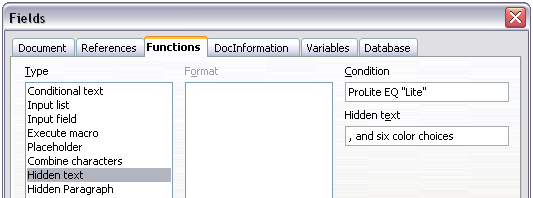 Fields
Document References Functions DocInformation Variables Database
Type Format Condition
Conditional text
Input list
Input field
Execute macro
Placeholder
Combine characters
Hidden text
Hidden Paragraph
ProLite EQ "Lite"
Hidden text
, and six color choices